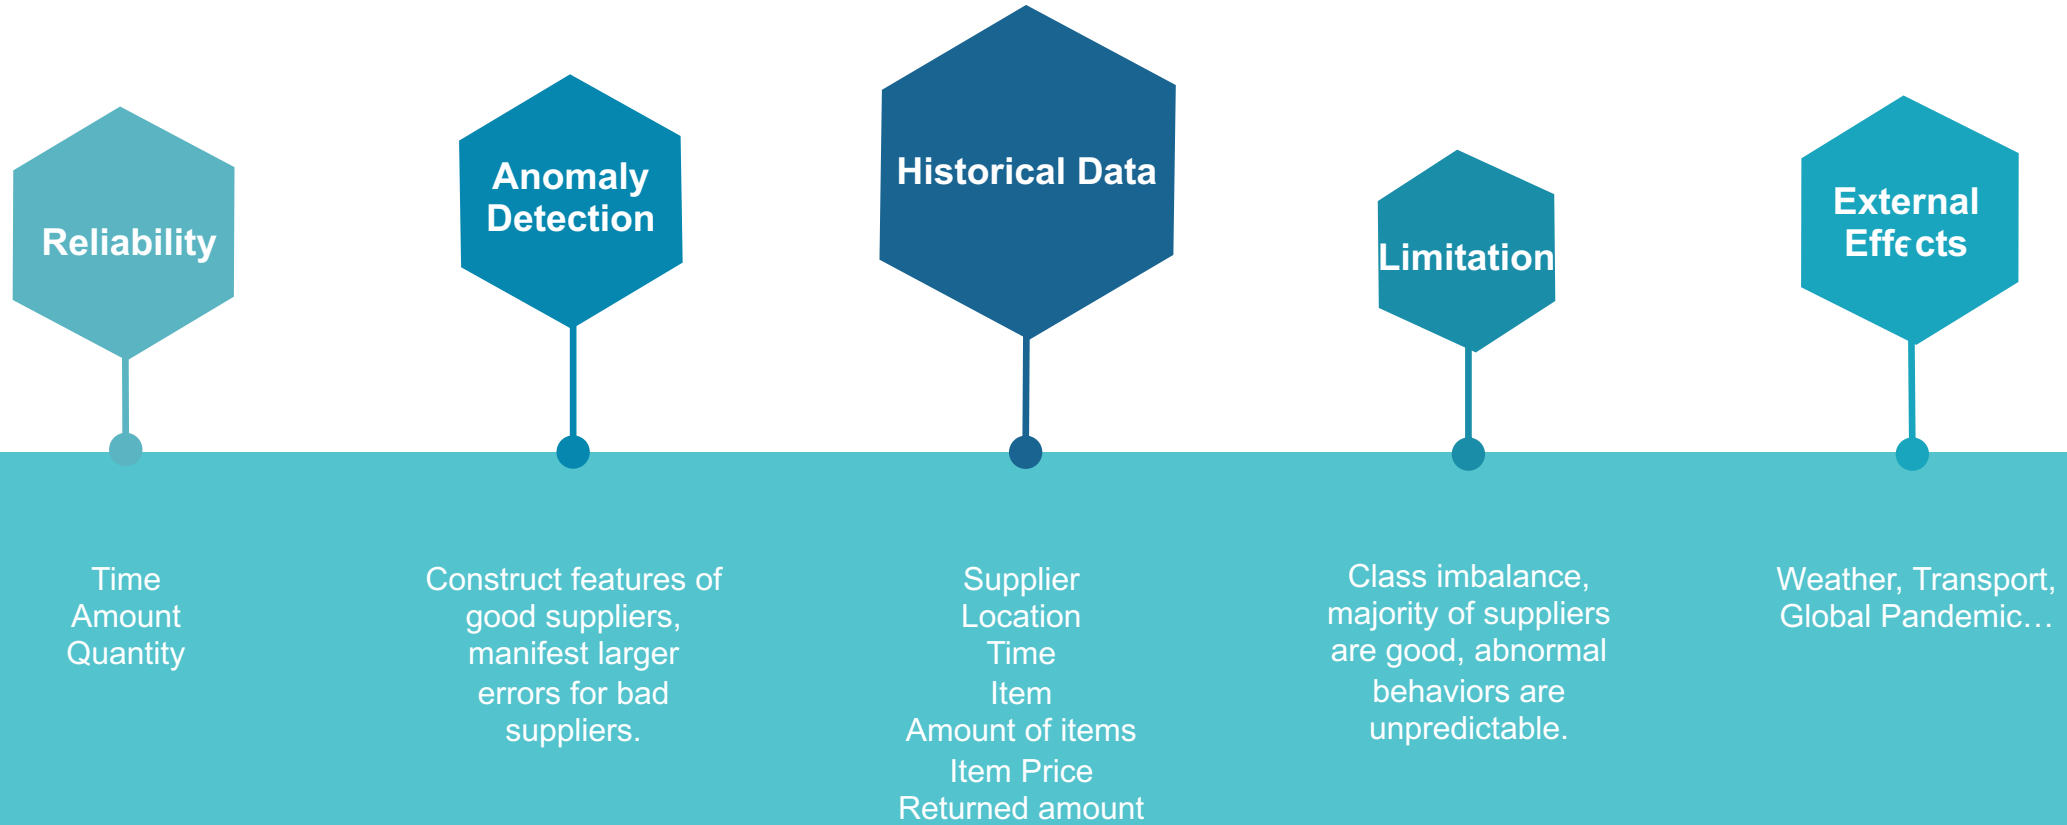 Reliability
Anomaly
Detection
Historical Data
Limitation
External
Effects
Time
Amount
Quantity
Construct features of
good suppliers,
manifest larger
errors for bad
suppliers.
Supplier
Location
Time
Item
Amount of items
Item Price
Returned amount
Class imbalance,
majority of suppliers
are good, abnormal
behaviors are
unpredictable.
Weather, Transport,
Global Pandemic…